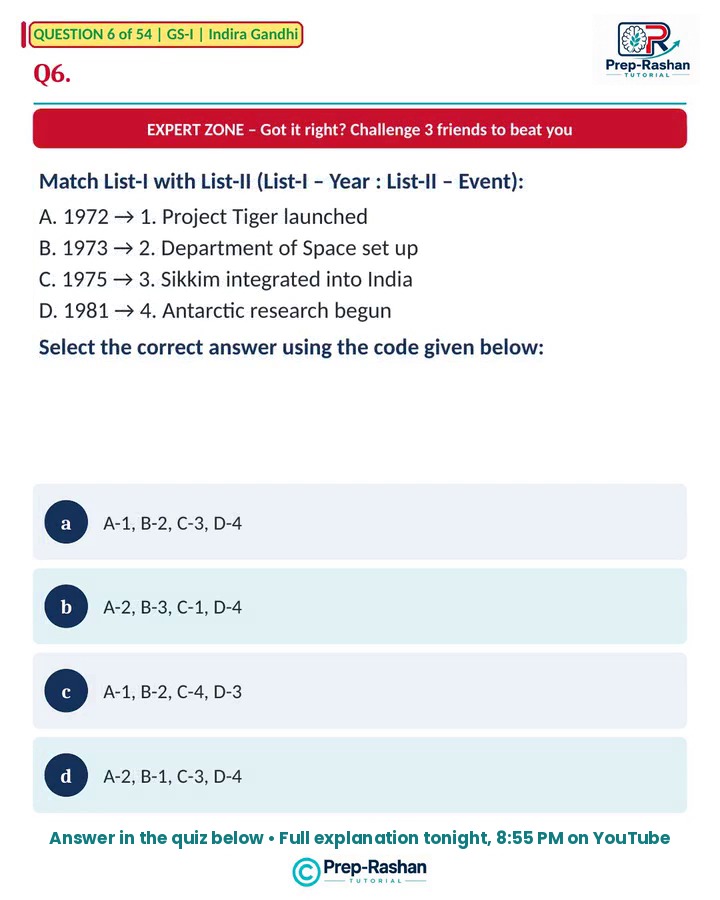 QUESTION 6 of 54 | GS-I | Indira Gandhi
Prep-Rashan
TUTORIAL
Q6.
EXPERT ZONE – Got it right? Challenge 3 friends to beat you
Match List-I with List-II (List-I – Year : List-II – Event):
A. 1972 → 1. Project Tiger launched
B. 1973 → 2. Department of Space set up
C. 1975 → 3. Sikkim integrated into India
D. 1981 → 4. Antarctic research begun
Select the correct answer using the code given below:
a A-1, B-2, C-3, D-4
b A-2, B-3, C-1, D-4
c A-1, B-2, C-4, D-3
d A-2, B-1, C-3, D-4
Answer in the quiz below • Full explanation tonight, 8:55 PM on YouTube
© Prep-Rashan
TUTORIAL